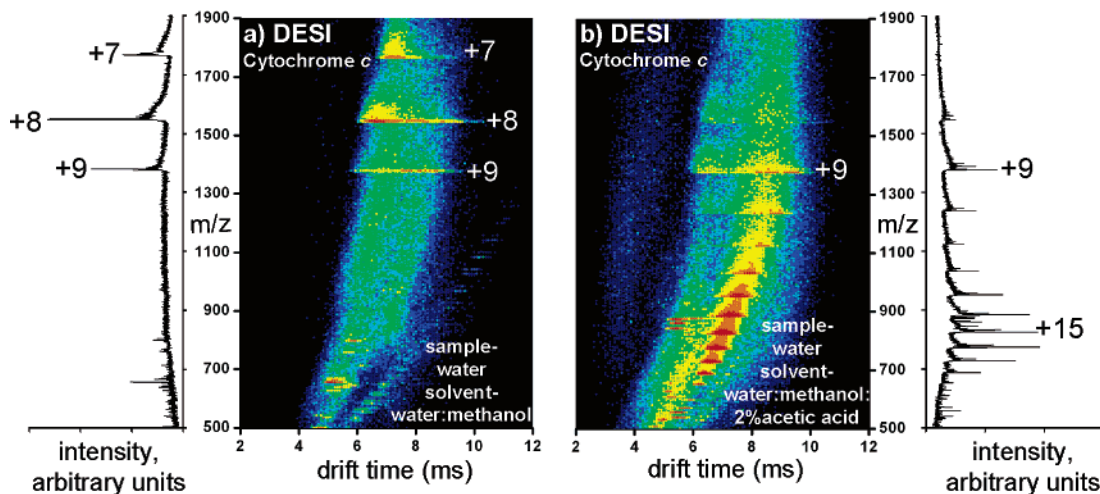 1900
1700
1500
1300
m/z
1100
900
700
500
+7
+8
+9
intensity,
arbitrary units
a) DESI
Cytochrome c
+7
+8
+9
sample-
water
solvent-
water:methanol
2 4 6 8 10 12
drift time (ms)
b) DESI
Cytochrome c
+9
sample-
water
solvent-
water:methanol:
2%acetic acid
2 4 6 8 10 12
drift time (ms)
1900
1700
1500
1300
m/z
1100
900
700
500
+9
+15
intensity,
arbitrary units